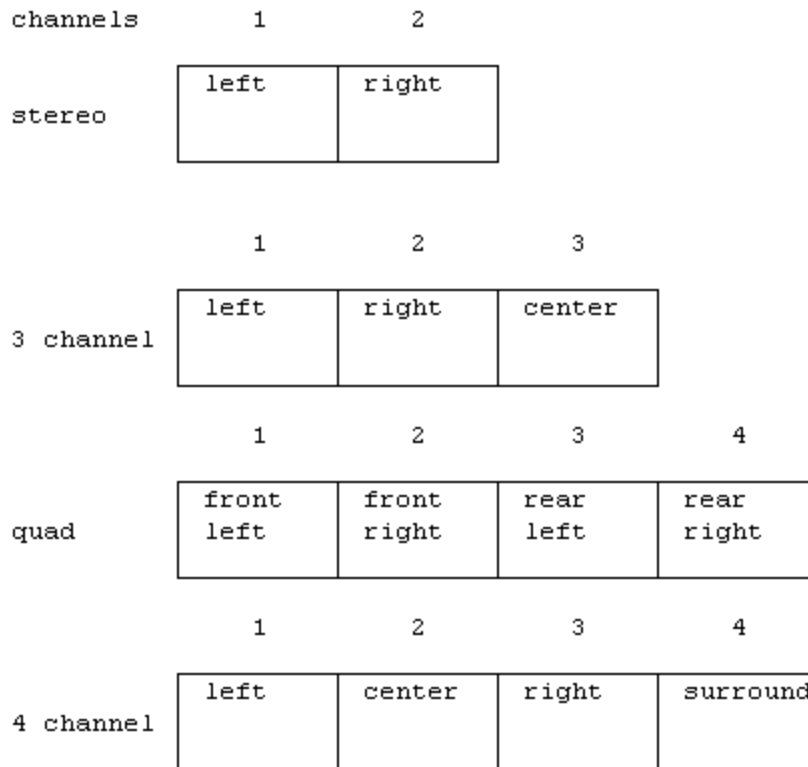 channels 1 2
left right
stereo
1 2 3
left right center
3 channel
1 2 3 4
front front rear rear
quad left right left right
1 2 3 4
left center right surround
4 channel